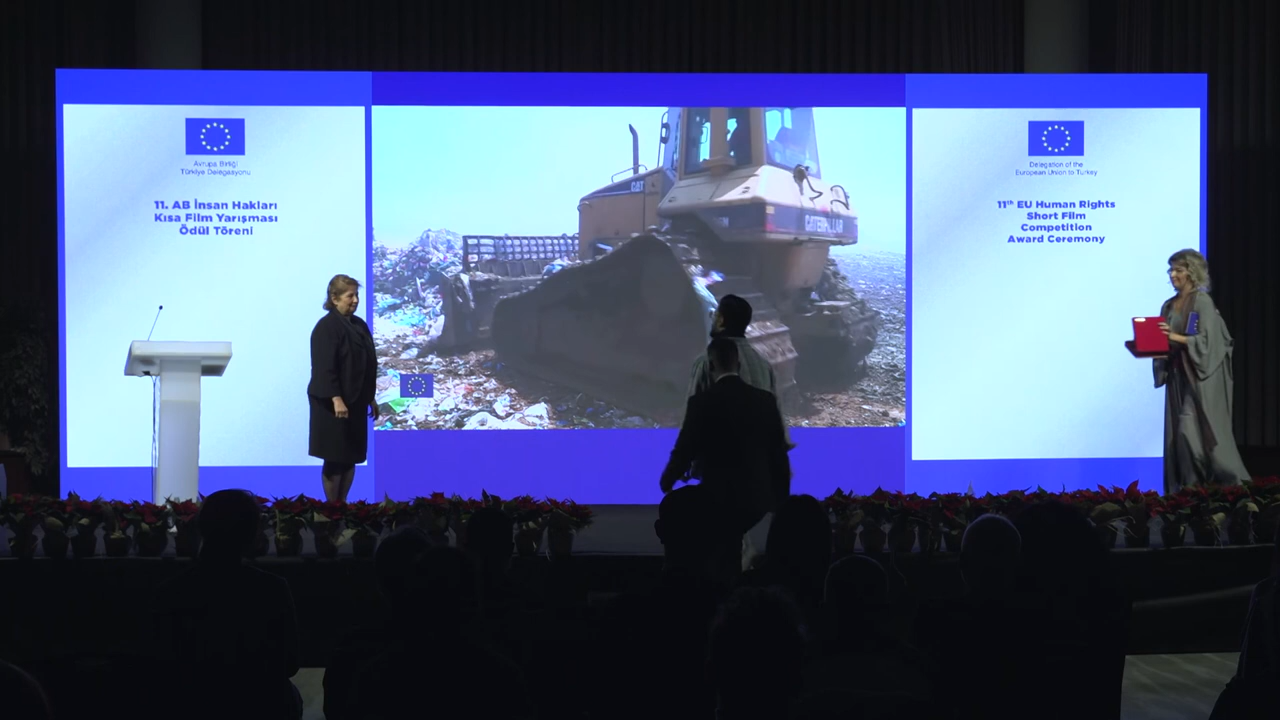 Avrupa Birliği
Türkiye Delegasyonu
11. AB İnsan Hakları
Kısa Film Yarışması
Ödül Töreni
CAT
CATERPILLAR
Delegation of the
European Union to Turkey
11th EU Human Rights
Short Film
Competition
Award Ceremony